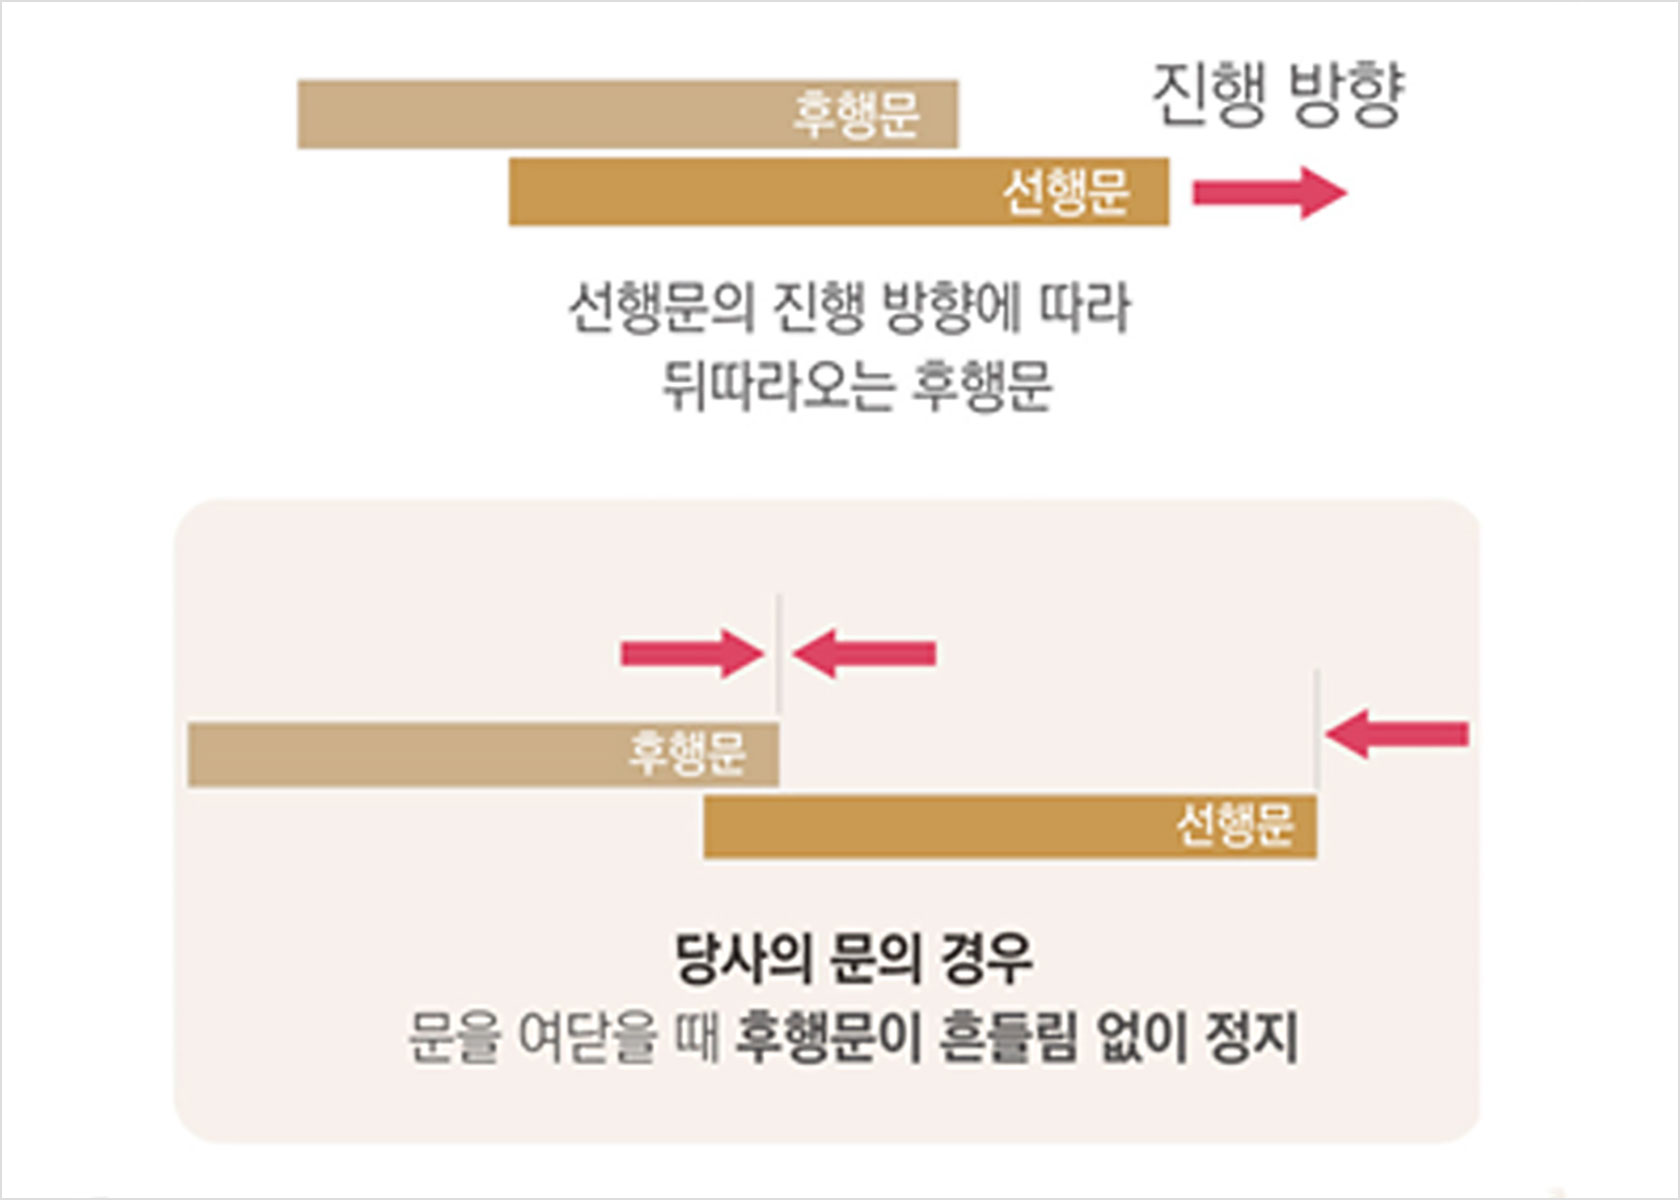 후행문
진행 방향
선행문
선행문의 진행 방향에 따라
뒤따라오는 후행문
후행문
선행문
당사의 문의 경우
문을 여닫을 때 후행문이 흔들림 없이 정지